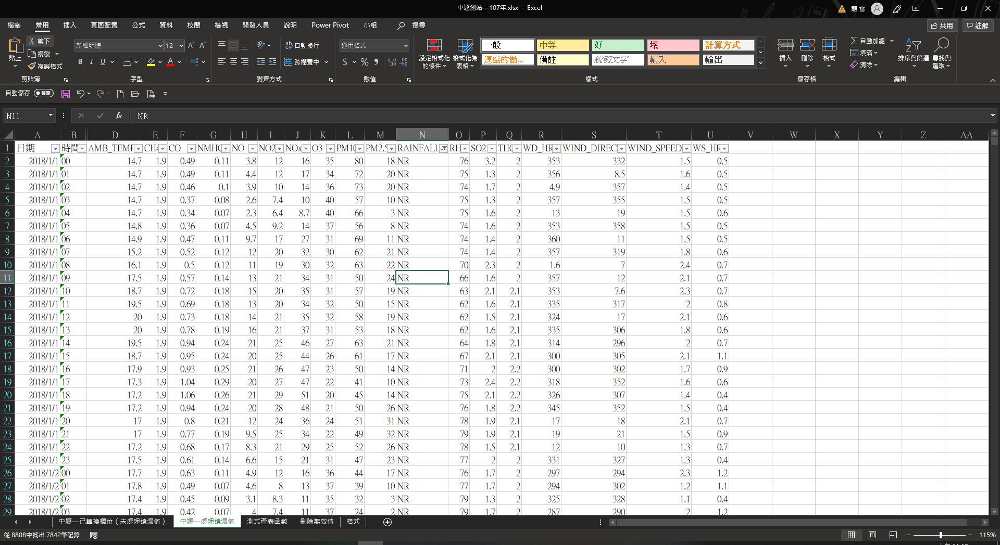 中壢測站—107年.xlsx - Excel
龍 雷
檔案 常用 插入 頁面配置 公式 資料 校閱 檢視 開發人員 說明 Power Pivot 小組 搜尋 共用 註解
貼上 剪下 複製 複製格式
新細明體 12
B I U
自動換行 跨欄置中
通用格式
$ %
設定格式化的條件 格式化為表格
一般 中等 好 壞 計算方式
連結的儲... 備註 說明文字 輸入 輸出
插入 刪除 格式
自動加總 填滿 清除
排序與篩選 尋找與選取
剪貼簿 字型 對齊方式 數值 樣式 儲存格 編輯
自動儲存 關閉
N11 fx NR
A B D E F G H I J K L M N O P Q R S T U V W X Y Z AA
1 日期 時間 AMB_TEMP CH4 CO NMHC NO NO2 NOx O3 PM10 PM2.5 RAINFALL RH SO2 THC WD_HR WIND_DIREC WIND_SPEED WS_HR
2 2018/1/1 00 14.7 1.9 0.49 0.11 3.8 12 16 35 80 18 NR 76 3.2 2 353 332 1.5 0.5
3 2018/1/1 01 14.7 1.9 0.49 0.11 4.4 12 17 34 72 20 NR 75 1.3 2 356 8.5 1.6 0.5
4 2018/1/1 02 14.7 1.9 0.46 0.1 3.9 10 14 36 73 20 NR 74 1.7 2 4.9 357 1.4 0.5
5 2018/1/1 03 14.7 1.9 0.37 0.08 2.6 7.4 10 40 57 10 NR 75 1.3 2 357 355 1.5 0.5
6 2018/1/1 04 14.7 1.9 0.34 0.07 2.3 6.4 8.7 40 66 3 NR 75 1.6 2 13 19 1.5 0.6
7 2018/1/1 05 14.8 1.9 0.36 0.07 4.5 9.2 14 37 56 8 NR 74 1.6 2 353 358 1.5 0.5
8 2018/1/1 06 14.9 1.9 0.47 0.11 9.7 17 27 31 69 11 NR 74 1.4 2 360 11 1.5 0.5
9 2018/1/1 07 15.2 1.9 0.52 0.12 12 20 32 30 62 21 NR 74 1.4 2 357 319 1.8 0.6
10 2018/1/1 08 16.1 1.9 0.5 0.12 11 19 30 32 63 22 NR 70 2.3 2 1.6 7 2.4 0.7
11 2018/1/1 09 17.5 1.9 0.57 0.14 13 21 34 31 50 24 NR 66 1.6 2 357 12 2.1 0.7
12 2018/1/1 10 18.7 1.9 0.72 0.18 15 20 35 31 57 19 NR 63 2.1 2.1 353 7.6 2.3 0.7
13 2018/1/1 11 19.5 1.9 0.69 0.18 13 20 34 32 50 15 NR 62 1.6 2.1 335 317 2 0.8
14 2018/1/1 12 20 1.9 0.73 0.18 14 21 35 32 58 19 NR 62 1.5 2.1 324 17 2.1 0.6
15 2018/1/1 13 20 1.9 0.78 0.19 16 21 37 31 53 18 NR 62 1.6 2.1 335 306 1.8 0.6
16 2018/1/1 14 19.5 1.9 0.94 0.24 21 25 46 27 63 21 NR 64 1.8 2.1 314 296 2 0.7
17 2018/1/1 15 18.7 1.9 0.95 0.24 20 25 44 26 61 17 NR 67 2.1 2.1 300 305 2.1 1.1
18 2018/1/1 16 17.9 1.9 0.93 0.25 21 26 47 23 50 14 NR 71 2 2.2 300 302 1.7 0.9
19 2018/1/1 17 17.3 1.9 1.04 0.29 20 27 47 22 41 10 NR 73 2.4 2.2 318 352 1.6 0.6
20 2018/1/1 18 17.2 1.9 1.06 0.26 21 29 51 20 45 14 NR 75 2.1 2.2 326 307 1.4 0.4
21 2018/1/1 19 17.2 1.9 0.94 0.24 20 28 48 21 50 26 NR 76 1.8 2.2 345 352 1.5 0.4
22 2018/1/1 20 17 1.9 0.8 0.21 12 24 36 24 51 31 NR 78 1.9 2.1 17 18 2.1 0.7
23 2018/1/1 21 17 1.9 0.77 0.19 9.5 25 34 22 49 32 NR 79 1.9 2.1 19 21 1.5 0.9
24 2018/1/1 22 17.2 1.9 0.68 0.17 8.3 21 29 25 52 26 NR 78 1.5 2.1 12 10 1.3 0.7
25 2018/1/1 23 17.5 1.9 0.61 0.14 6.6 15 21 31 47 23 NR 77 2 2 331 327 1.3 0.4
26 2018/1/2 00 17.7 1.9 0.63 0.11 4.9 12 16 36 44 17 NR 76 1.7 2 297 294 2.3 1.2
27 2018/1/2 01 17.8 1.9 0.49 0.07 4.6 8 13 37 39 10 NR 77 1.7 2 294 302 1.2 1.1
28 2018/1/2 02 17.4 1.9 0.45 0.09 3.1 8.3 11 35 32 3 NR 79 1.3 2 325 328 1.1 0.4
29 2018/1/2 03 17.4 1.9 0.42 0.07 4 7.4 11 37 24 2 NR 79 1.7 2 287 290 2 1.2
中壢—已轉換欄位(未處理遺漏值) 中壢—處理遺漏值 測式查表函數 刪除無效值 格式
從 8808中找出 7842筆記錄 115%